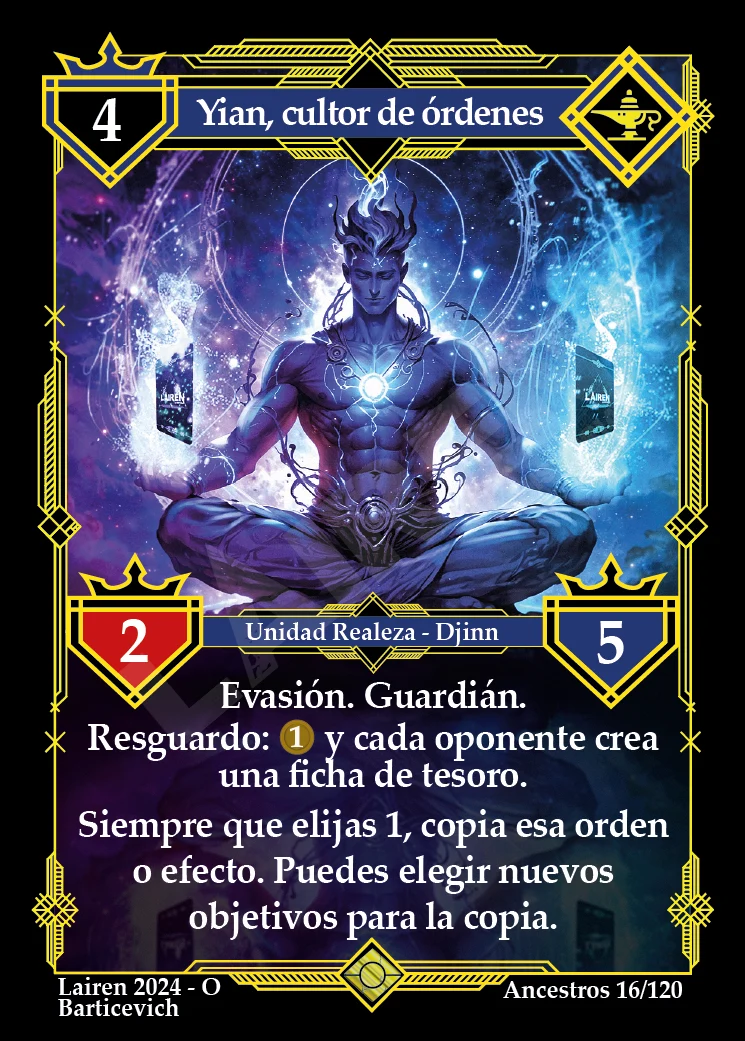 4
Yian, cultor de órdenes
LAIREN
LAIREN
2
Unidad Realeza - Djinn
5
Evasión. Guardián.
Resguardo: 1 y cada oponente crea
una ficha de tesoro.
Siempre que elijas 1, copia esa orden
o efecto. Puedes elegir nuevos
objetivos para la copia.
Lairen 2024 - O
Barticevich
Ancestros 16/120